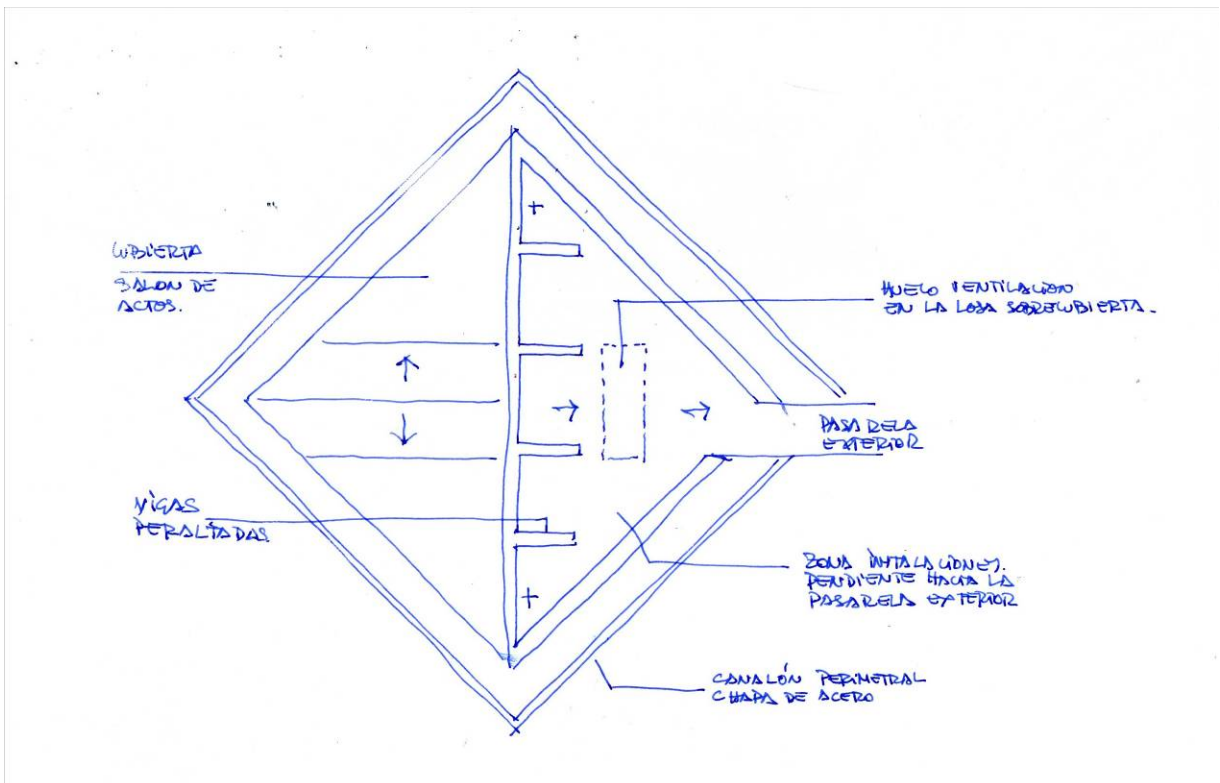 CUBIERTA
SALON DE
ACTOS.
HUECO VENTILACION
EN LA LOSA SOBRECUBIERTA.
PASARELA
EXTERIOR
VIGAS
PERALTADAS.
ZONA INTALACIONES.
PENDIENTE HACIA LA
PASARELA EXTERIOR
CANALÓN PERIMETRAL
CHAPA DE ACERO